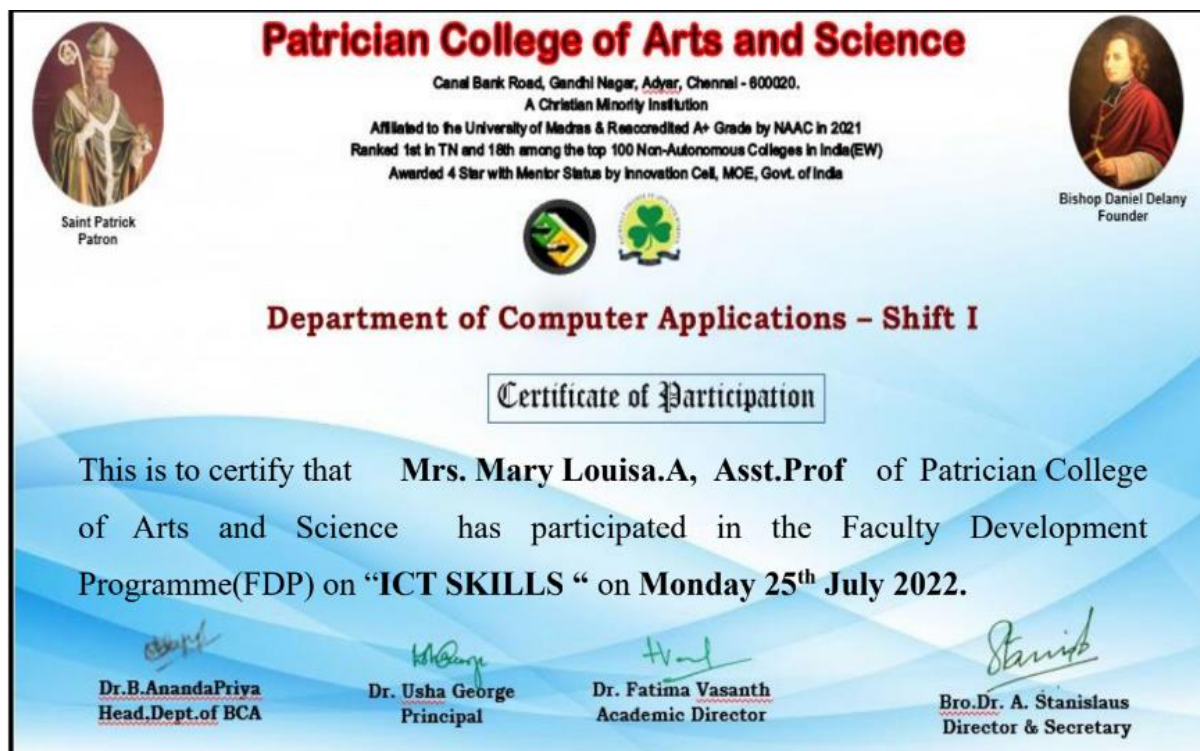 Patrician College of Arts and Science
Canal Bank Road, Gandhi Nagar, Adyar, Chennai - 600020.
A Christian Minority Institution
Affiliated to the University of Madras & Reaccredited A+ Grade by NAAC in 2021
Ranked 1st in TN and 18th among the top 100 Non-Autonomous Colleges in India(EW)
Awarded 4 Star with Mentor Status by Innovation Cell, MOE, Govt. of India
Saint Patrick
Patron
Bishop Daniel Delany
Founder
Department of Computer Applications – Shift I
Certificate of Participation
This is to certify that Mrs. Mary Louisa.A, Asst.Prof of Patrician College
of Arts and Science has participated in the Faculty Development
Programme(FDP) on “ICT SKILLS “ on Monday 25th July 2022.
Dr.B.AnandaPriya
Head.Dept.of BCA
Dr. Usha George
Principal
Dr. Fatima Vasanth
Academic Director
Bro.Dr. A. Stanislaus
Director & Secretary